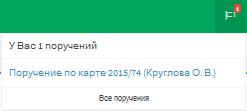 1
У Вас 1 поручений
Поручение по карте 2015/74 (Круглова О. В.)
Все поручения